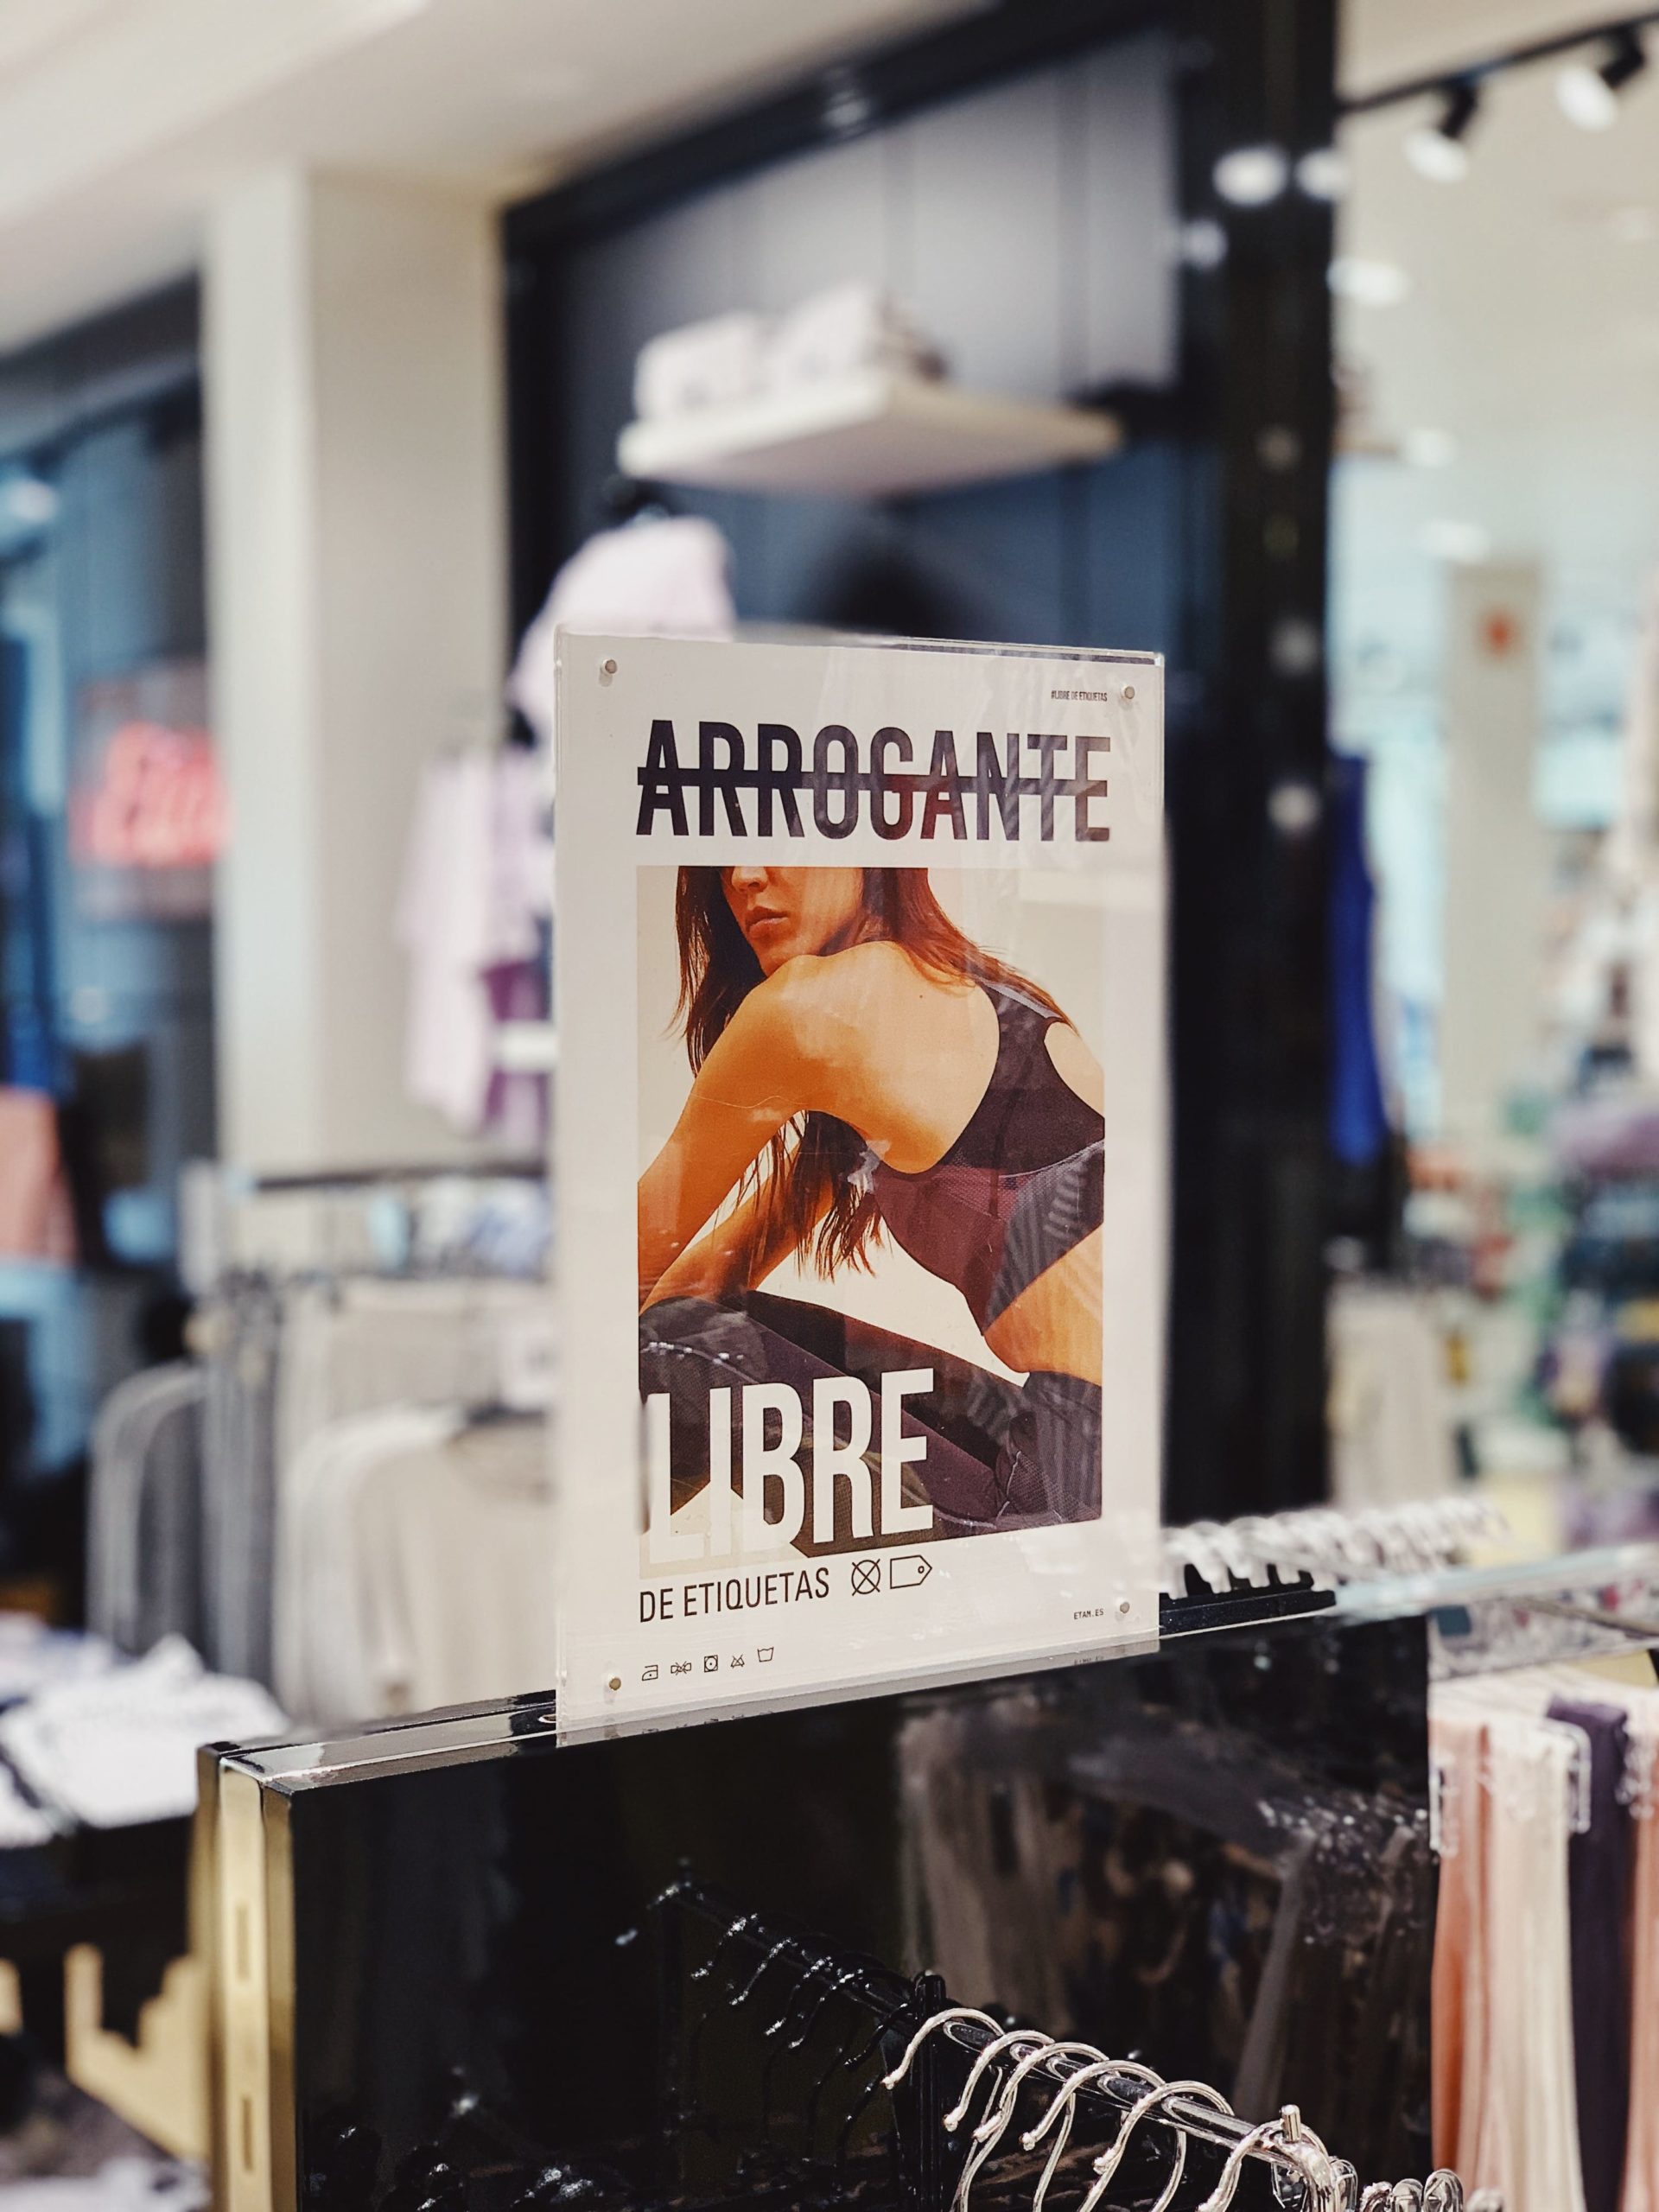 #LIBRE DE ETIQUETAS
ARROGANTE
LIBRE
DE ETIQUETAS
ETAM.ES